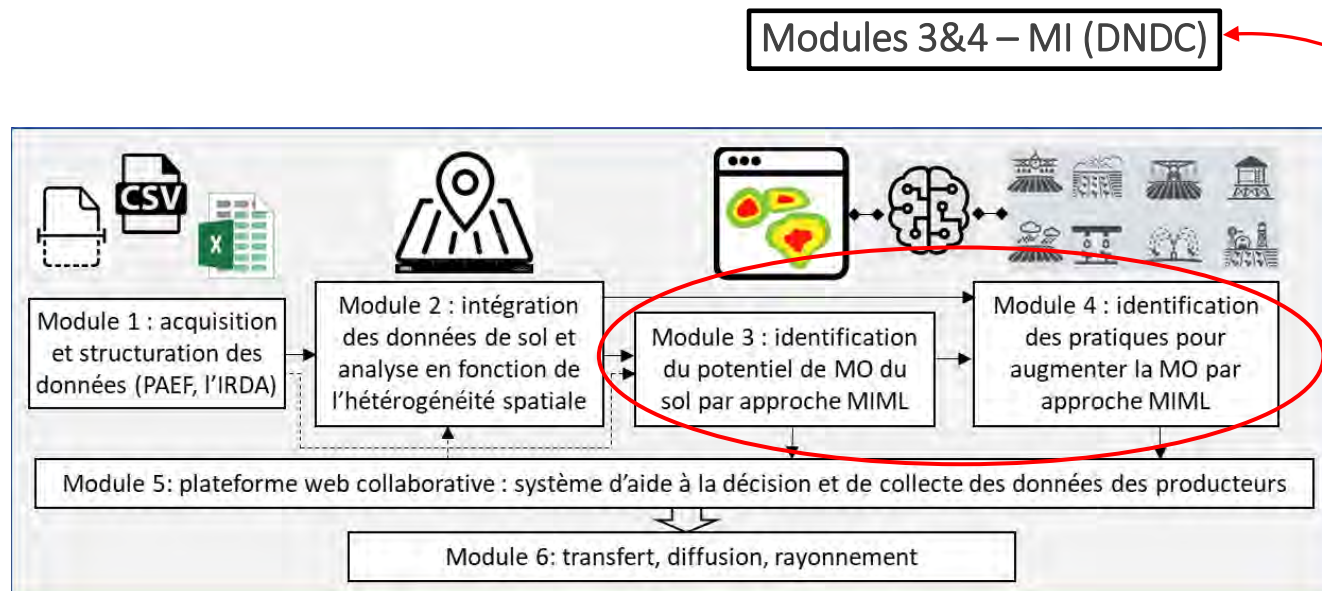 Modules 3&4 – MI (DNDC)
CSV
X
Module 1 : acquisition
et structuration des
données (PAEF, l'IRDA)
Module 2 : intégration
des données de sol et
analyse en fonction de
l'hétérogénéité spatiale
Module 3 : identification
du potentiel de MO du
sol par approche MIML
Module 4 : identification
des pratiques pour
augmenter la MO par
approche MIML
Module 5: plateforme web collaborative : système d'aide à la décision et de collecte des données des producteurs
Module 6: transfert, diffusion, rayonnement